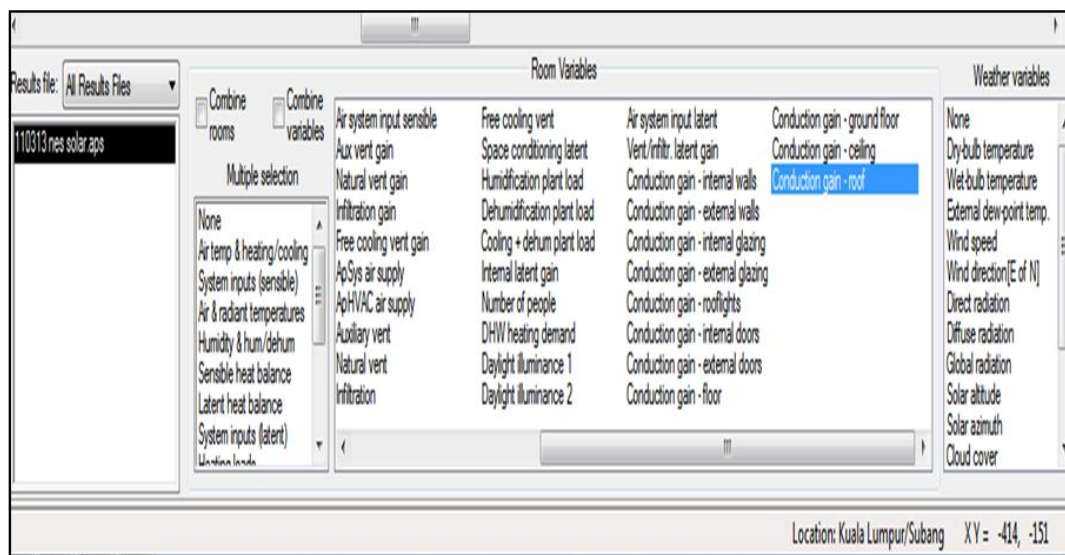 Results file:
All Results Files
110313 nes solar.aps
Combine rooms
Combine variables
Multiple selection
None
Air temp & heating/cooling
System inputs (sensible)
Air & radiant temperatures
Humidity & hum/dehum
Sensible heat balance
Latent heat balance
System inputs (latent)
Heating loads
Room Variables
Air system input sensible
Aux vent gain
Natural vent gain
Infiltration gain
Free cooling vent gain
ApSys air supply
ApHVAC air supply
Auxiliary vent
Natural vent
Infiltration
Free cooling vent
Space conditioning latent
Humidification plant load
Dehumidification plant load
Cooling + dehum plant load
Internal latent gain
Number of people
DHW heating demand
Daylight illuminance 1
Daylight illuminance 2
Air system input latent
Vent/infiltr. latent gain
Conduction gain - internal walls
Conduction gain - external walls
Conduction gain - internal glazing
Conduction gain - external glazing
Conduction gain - rooflights
Conduction gain - internal doors
Conduction gain - external doors
Conduction gain - floor
Conduction gain - ground floor
Conduction gain - ceiling
Conduction gain - roof
Weather variables
None
Dry-bulb temperature
Wet-bulb temperature
External dew-point temp.
Wind speed
Wind direction[E of N]
Direct radiation
Diffuse radiation
Global radiation
Solar altitude
Solar azimuth
Cloud cover
Location: Kuala Lumpur/Subang
X Y = -414, -151